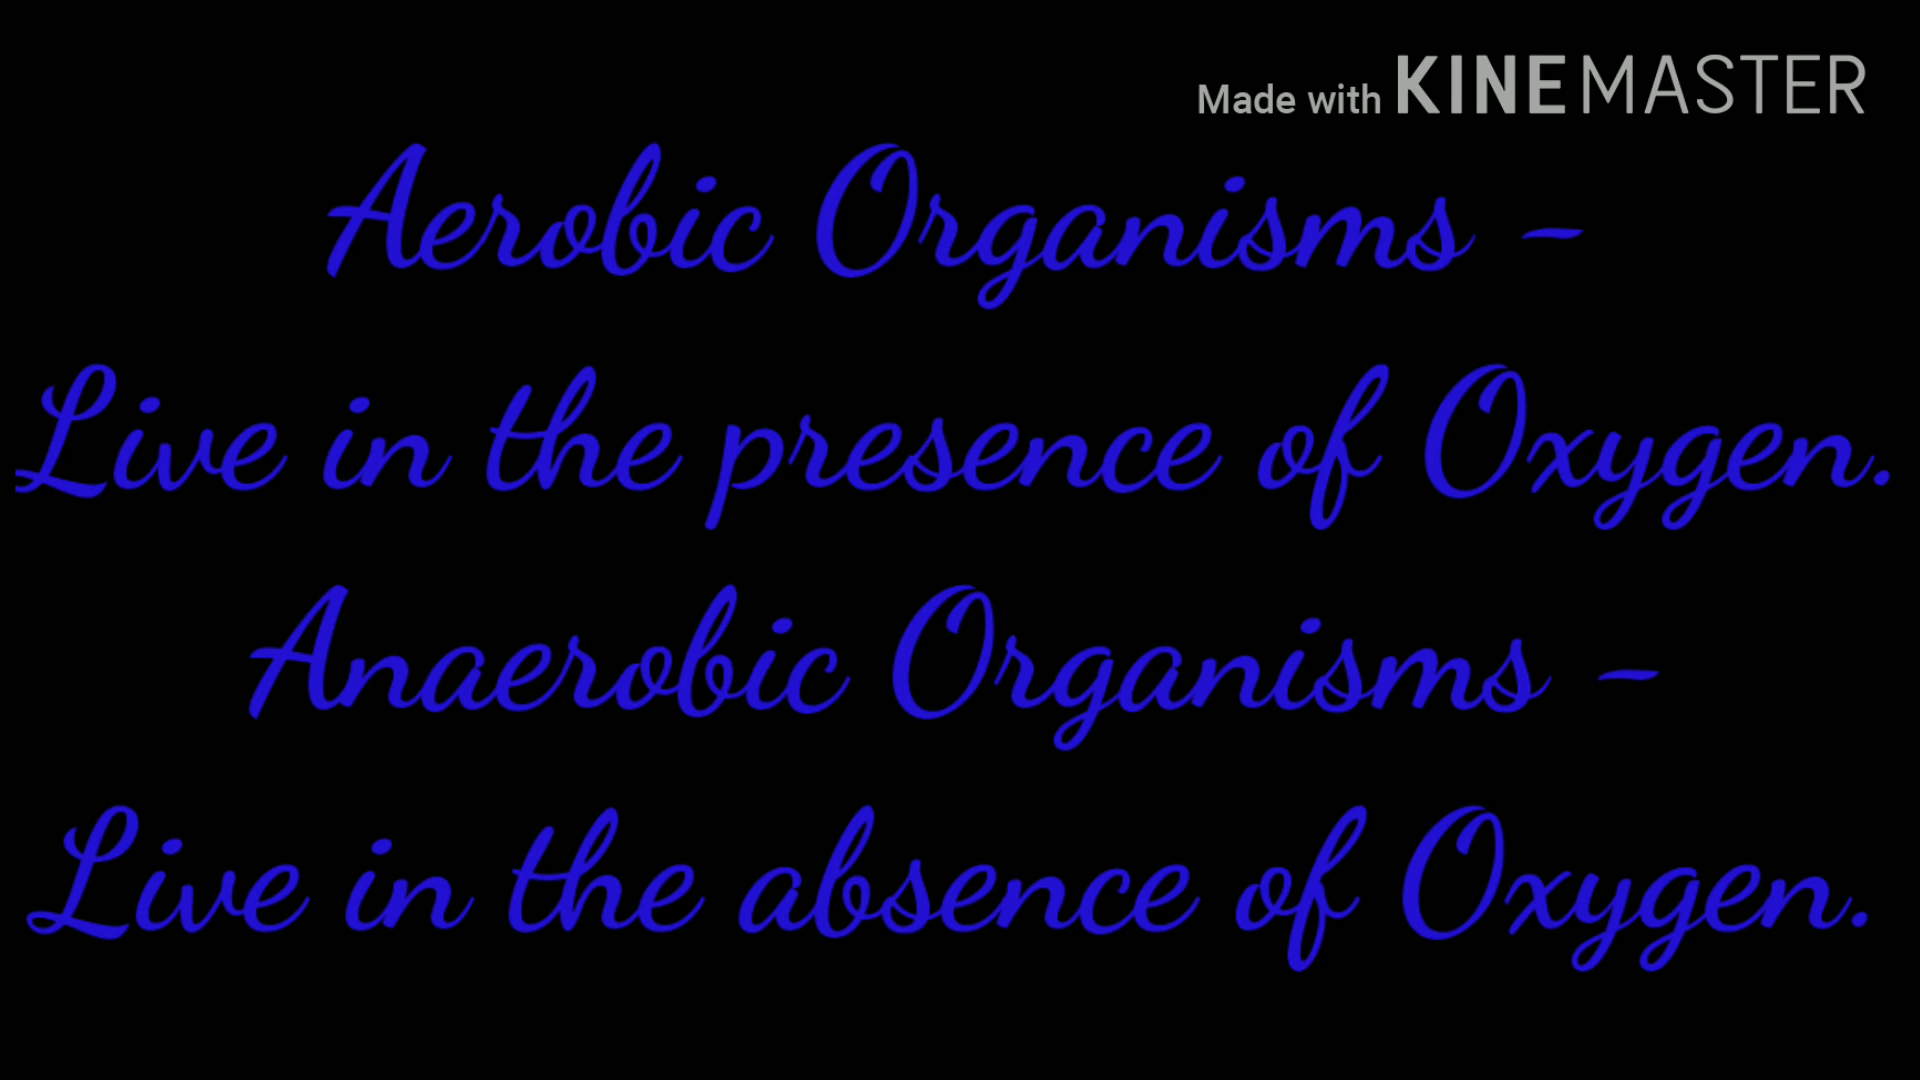 Made with KINEMASTER
Aerobic Organisms -
Live in the presence of Oxygen.
Anaerobic Organisms -
Live in the absence of Oxygen.